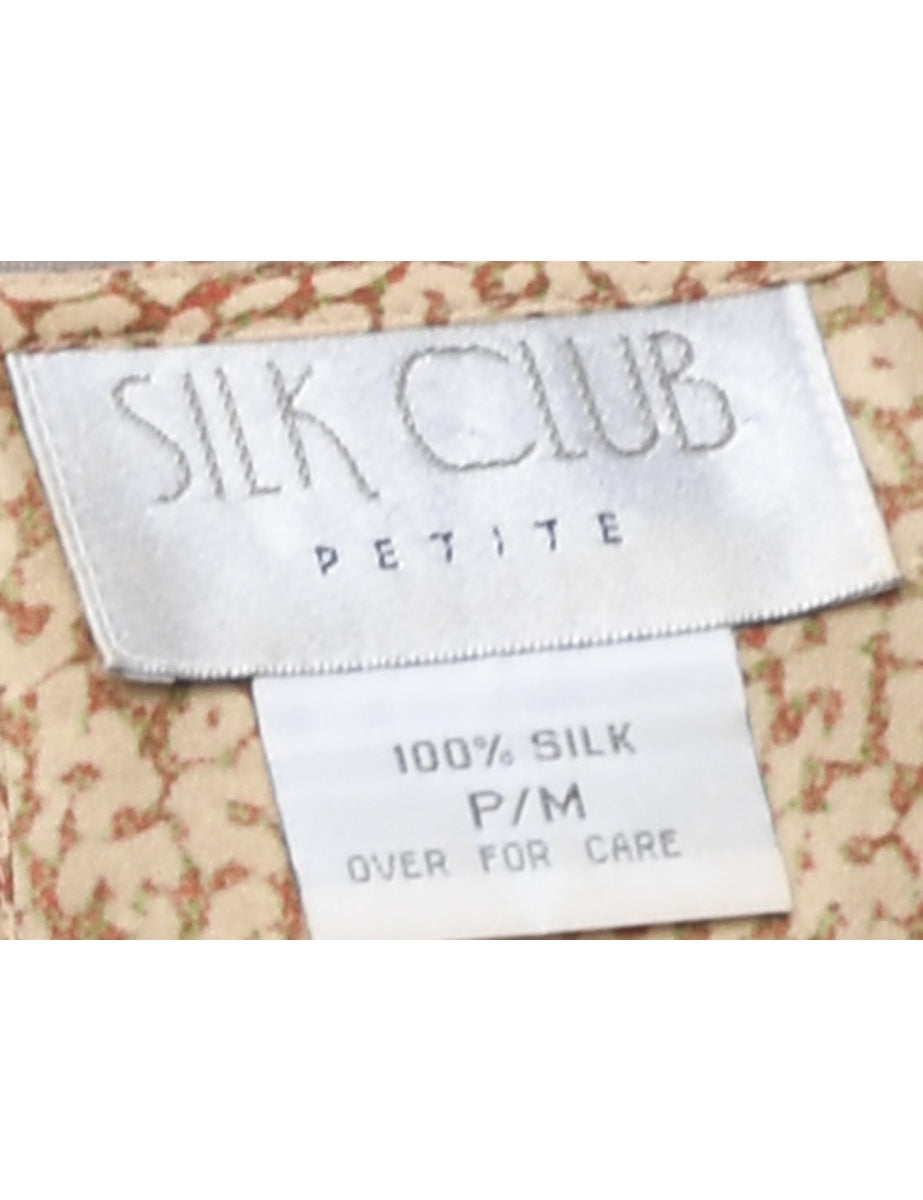 SILK CLUB
PETITE
100% SILK
P/M
OVER FOR CARE